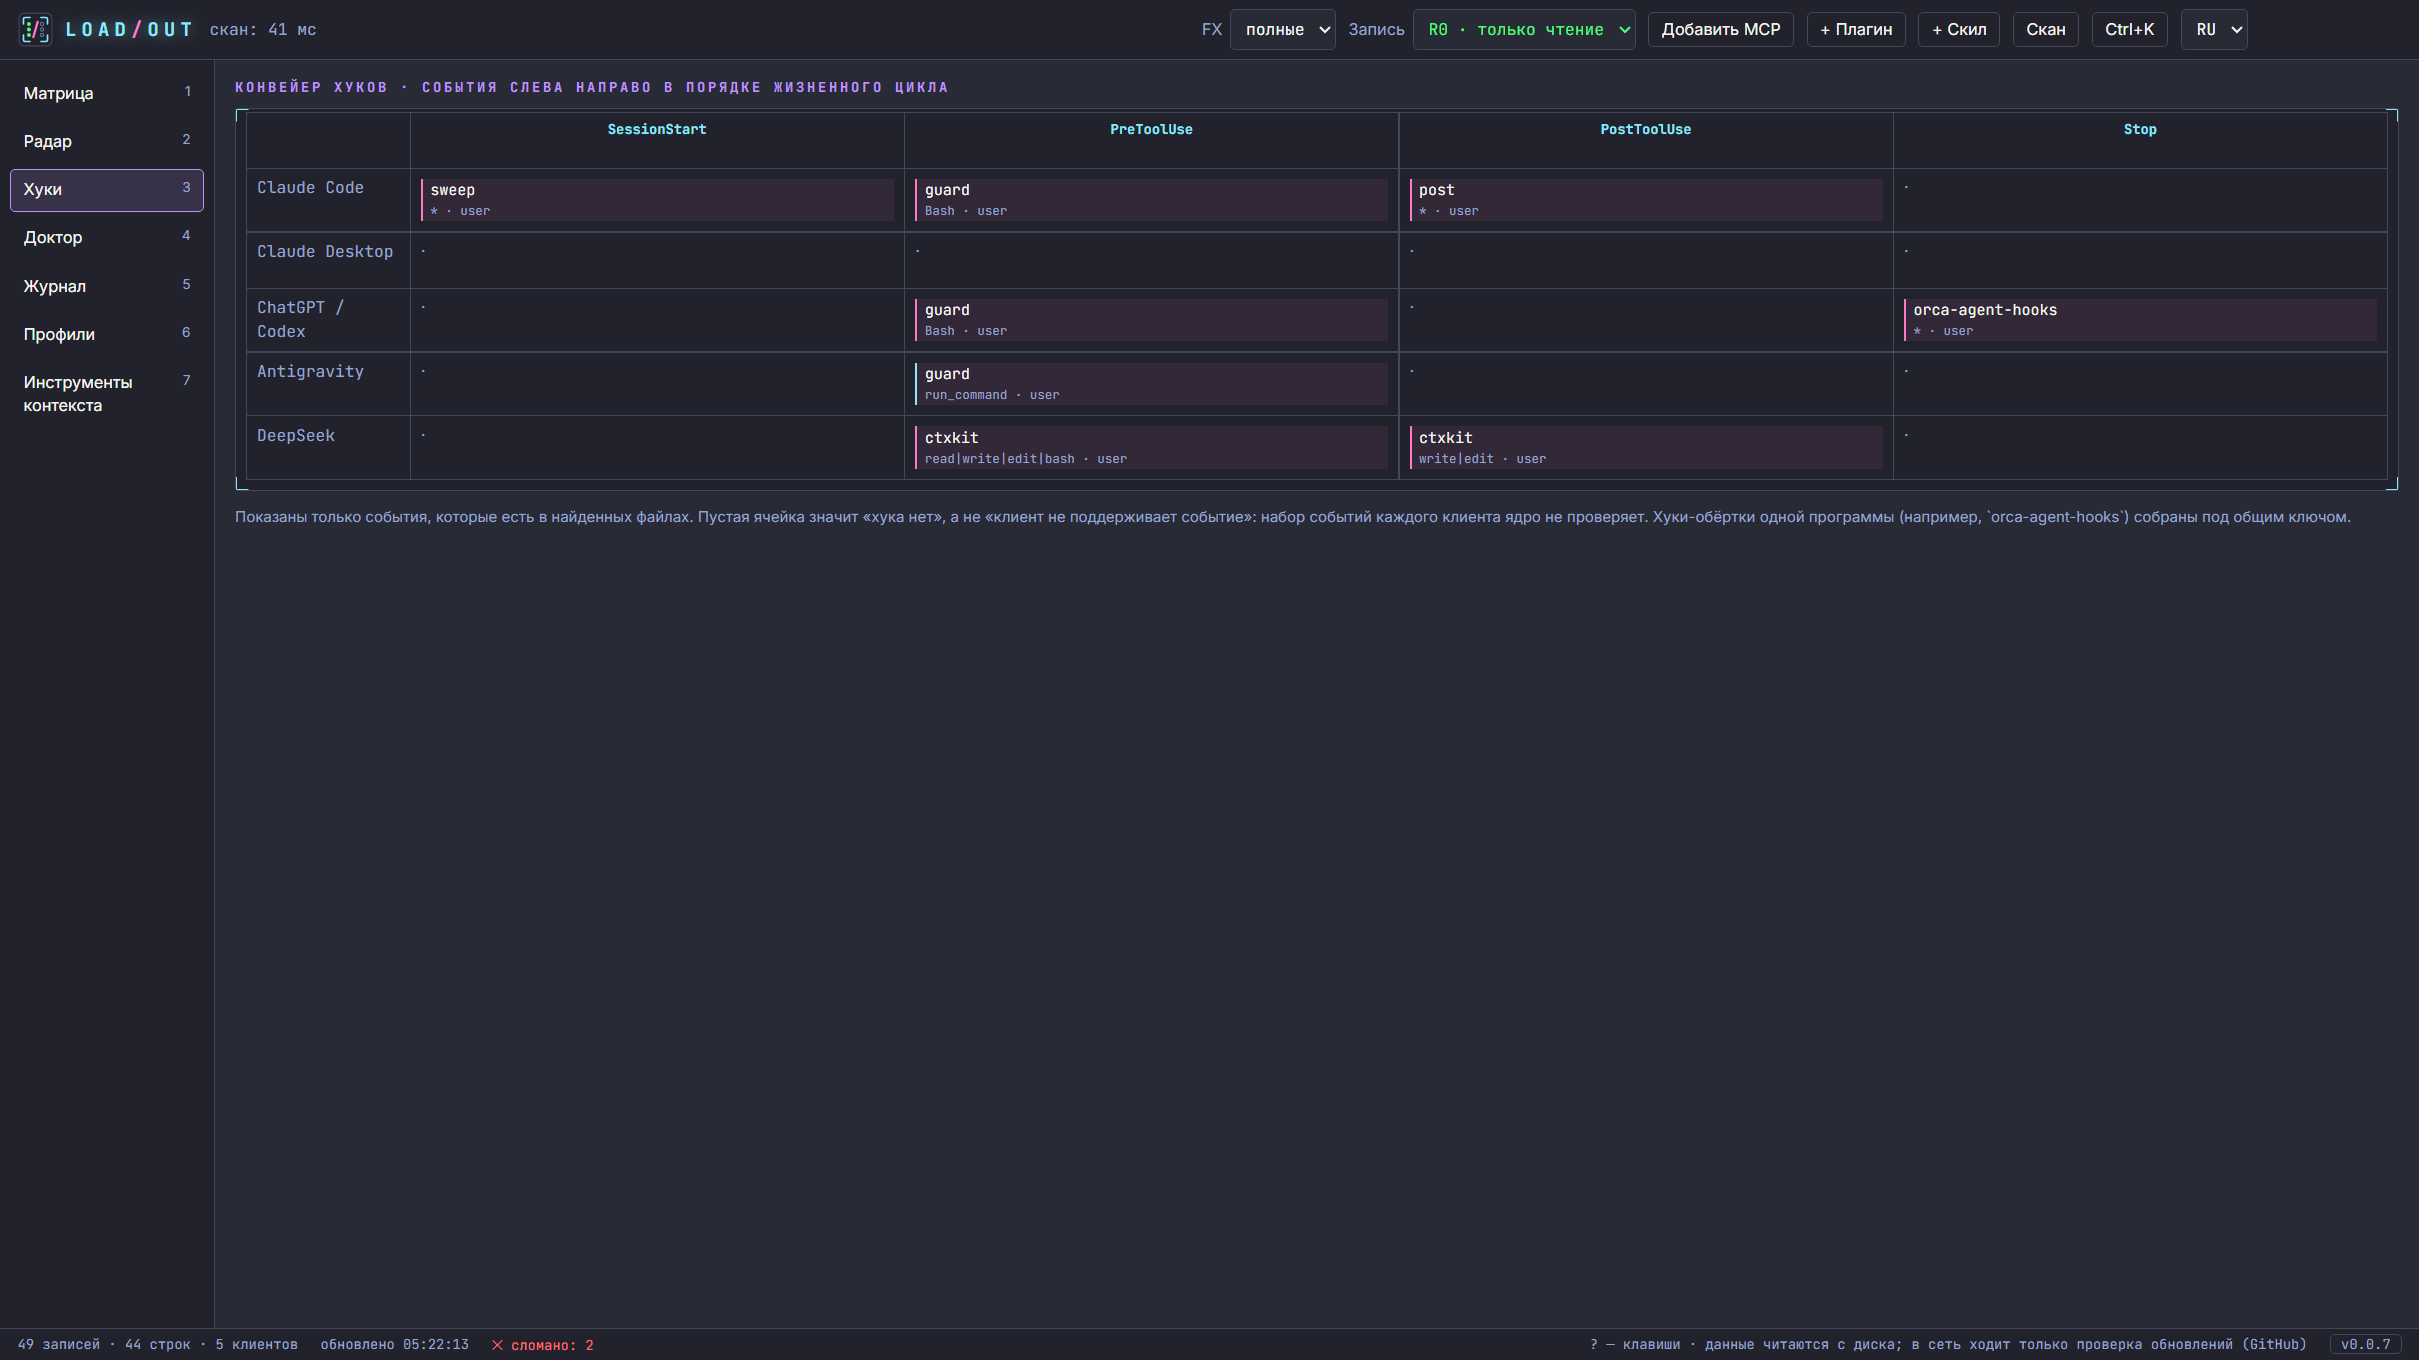 LOAD/OUT скан: 41 мс FX полные Запись R0 · только чтение Добавить MCP + Плагин + Скил Скан Ctrl+K RU
Матрица 1
Радар 2
Хуки 3
Доктор 4
Журнал 5
Профили 6
Инструменты контекста 7
КОНВЕЙЕР ХУКОВ · СОБЫТИЯ СЛЕВА НАПРАВО В ПОРЯДКЕ ЖИЗНЕННОГО ЦИКЛА
SessionStart PreToolUse PostToolUse Stop
Claude Code
sweep
* · user
guard
Bash · user
post
* · user
·
Claude Desktop · · · ·
ChatGPT / Codex
·
guard
Bash · user
·
orca-agent-hooks
* · user
Antigravity
·
guard
run_command · user
·
·
DeepSeek
·
ctxkit
read|write|edit|bash · user
ctxkit
write|edit · user
·
Показаны только события, которые есть в найденных файлах. Пустая ячейка значит «хука нет», а не «клиент не поддерживает событие»: набор событий каждого клиента ядро не проверяет. Хуки-обёртки одной программы (например, `orca-agent-hooks`) собраны под общим ключом.
49 записей · 44 строк · 5 клиентов обновлено 05:22:13 × сломано: 2 ? — клавиши · данные читаются с диска; в сеть ходит только проверка обновлений (GitHub) v0.0.7